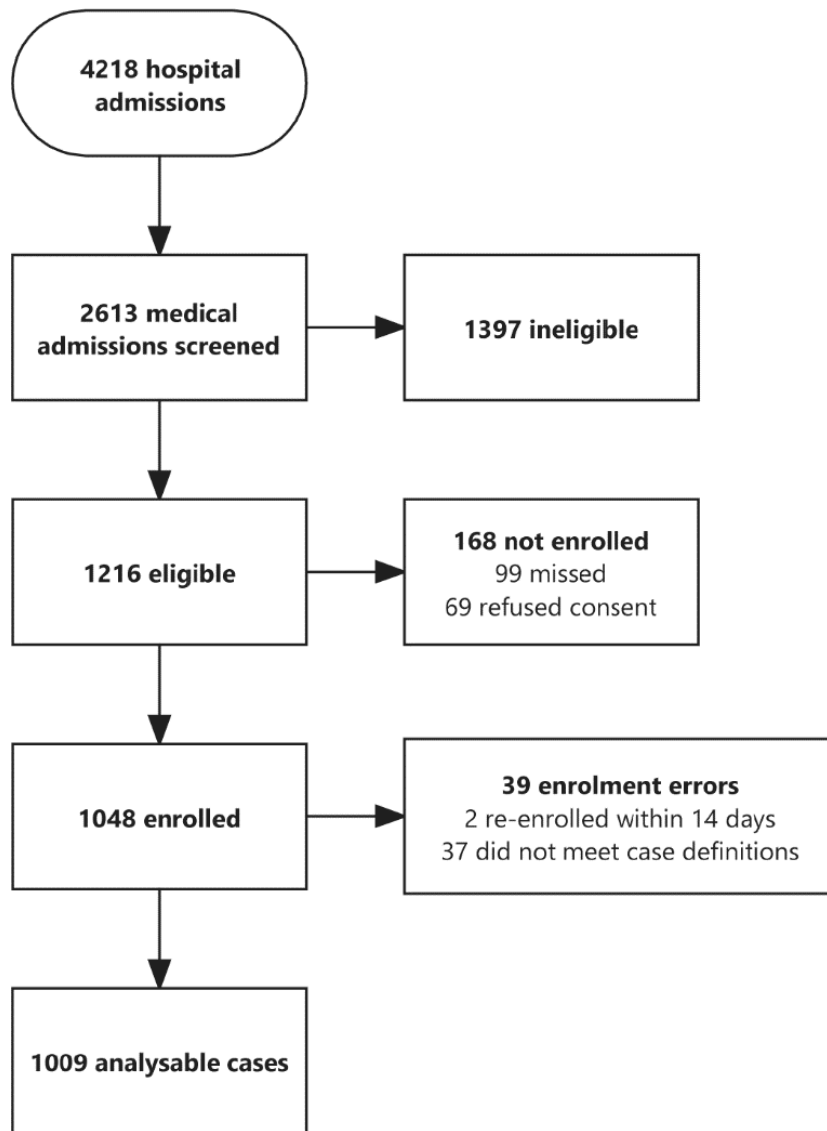 4218 hospital
admissions
2613 medical
admissions screened
1397 ineligible
1216 eligible
168 not enrolled
99 missed
69 refused consent
1048 enrolled
39 enrolment errors
2 re-enrolled within 14 days
37 did not meet case definitions
1009 analysable cases